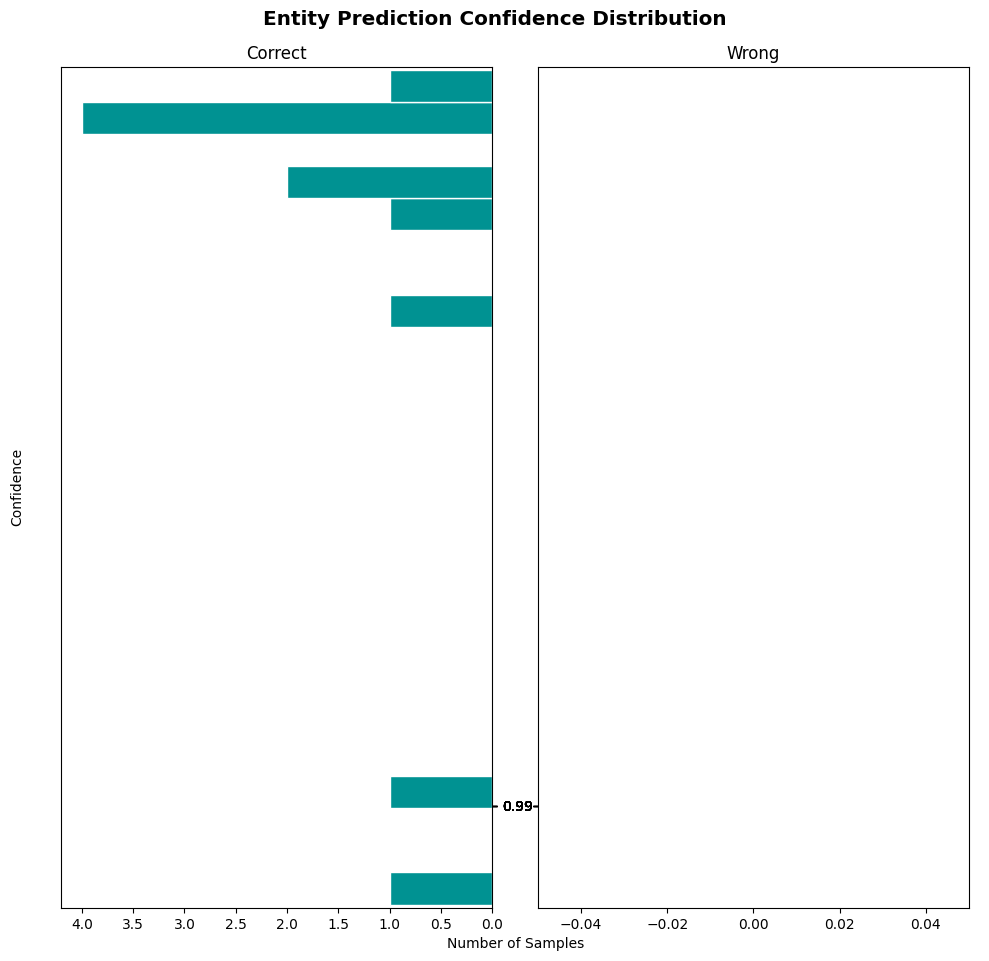 Entity Prediction Confidence Distribution
Correct
Wrong
Confidence
0.99
4.0 3.5 3.0 2.5 2.0 1.5 1.0 0.5 0.0
−0.04 −0.02 0.00 0.02 0.04
Number of Samples